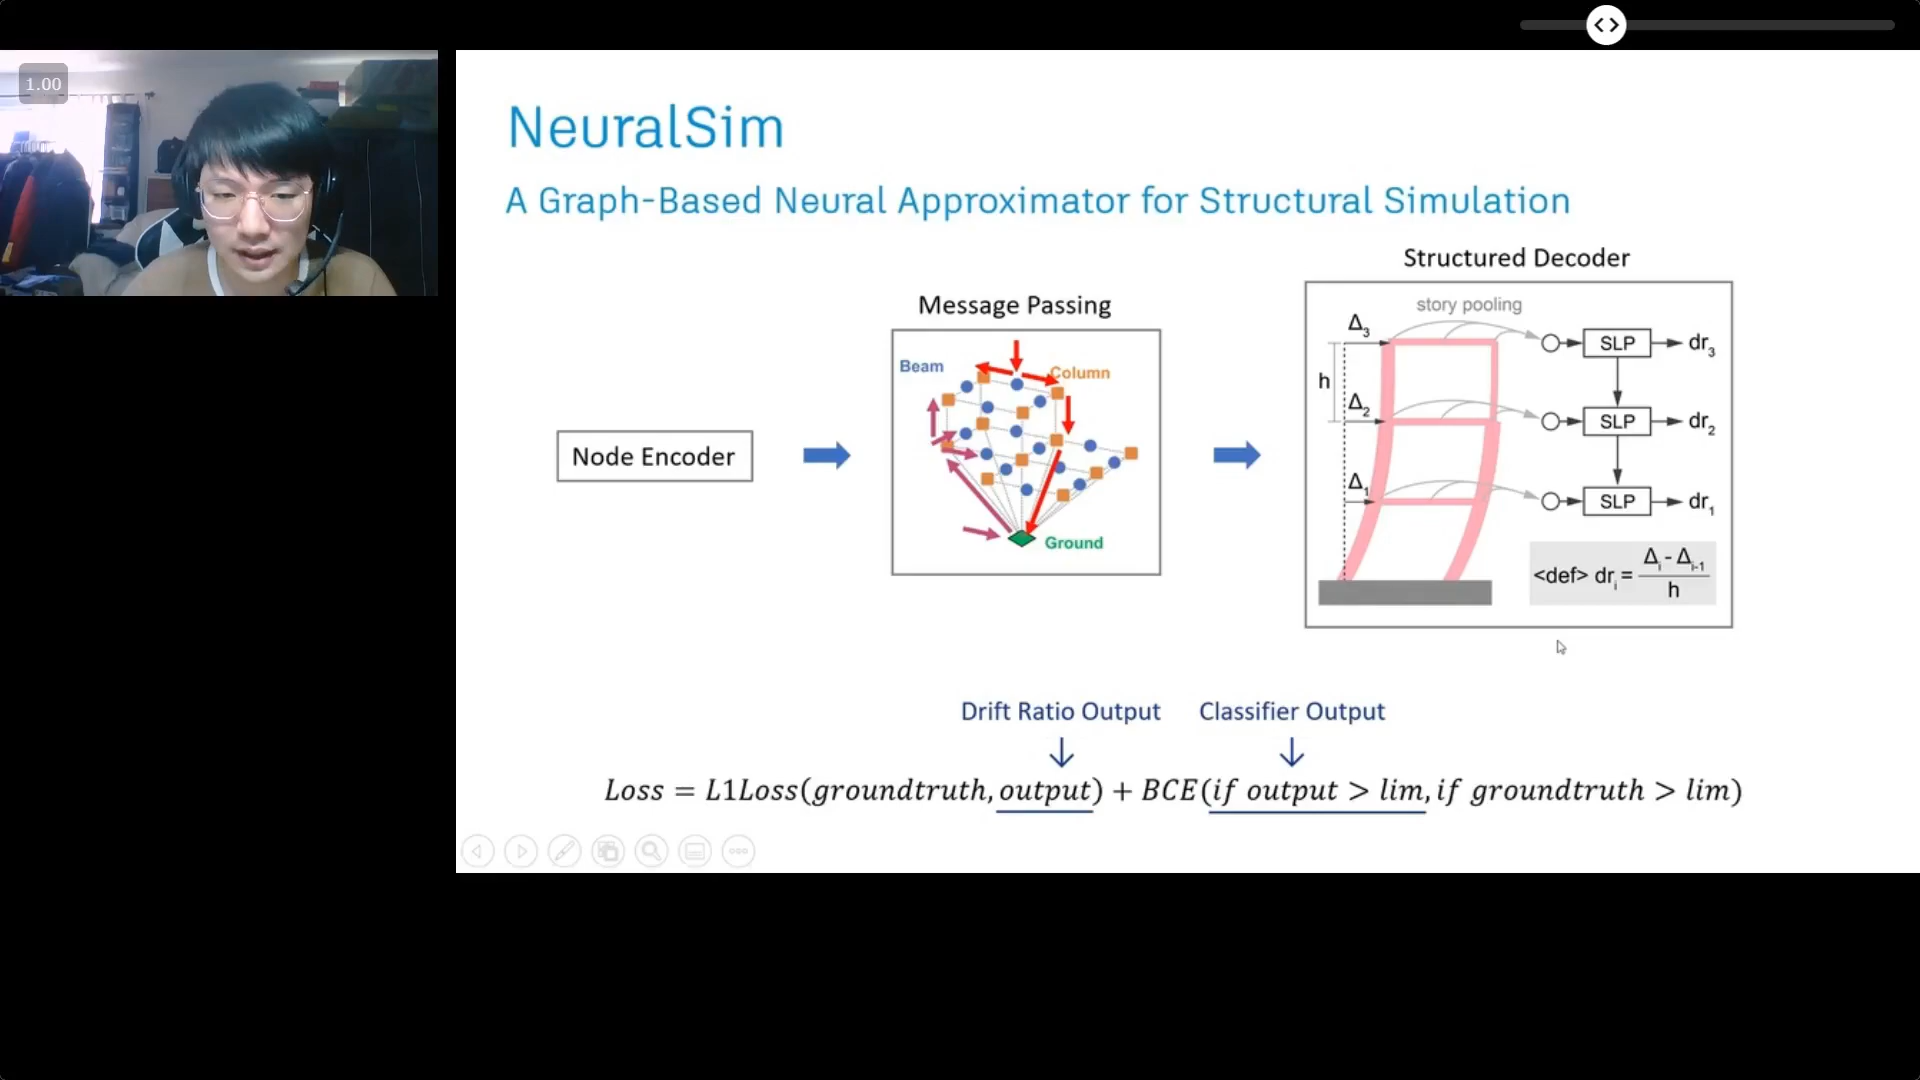 1.00
NeuralSim
A Graph-Based Neural Approximator for Structural Simulation
Node Encoder
Message Passing
Beam
Column
Ground
Structured Decoder
story pooling
Δ3
SLP
dr3
h
Δ2
SLP
dr2
Δ1
SLP
dr1
<def> dri = Δi - Δi-1
h
Drift Ratio Output
Classifier Output
Loss = L1Loss(groundtruth, output) + BCE(if output > lim, if groundtruth > lim)